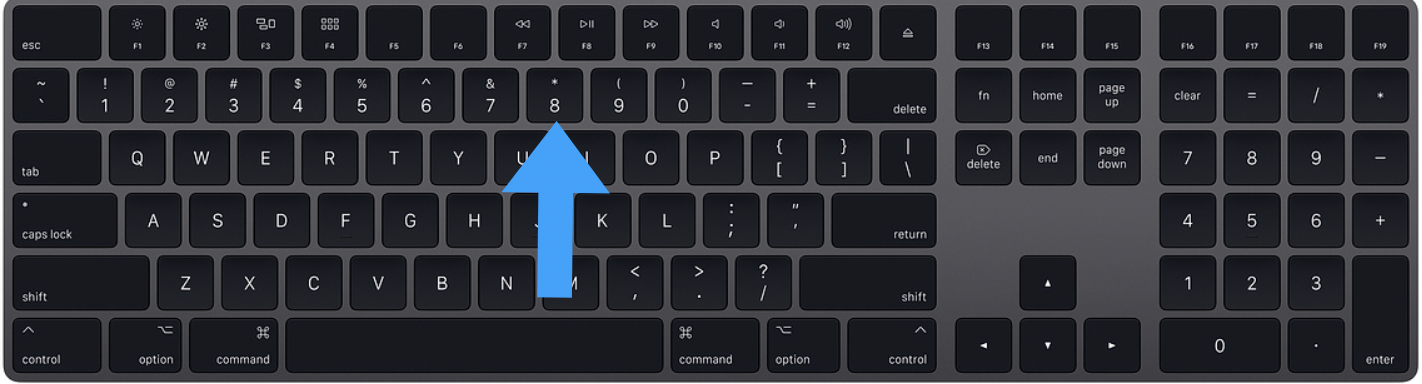 esc F1 F2 F3 F4 F5 F6 F7 F8 F9 F10 F11 F12 F13 F14 F15 F16 F17 F18 F19
~ ! @ # $ % ^ & * ( ) — +
` 1 2 3 4 5 6 7 8 9 0 - = delete fn home page up clear = / *
tab Q W E R T Y U O P { [ } ] | \ delete end page down 7 8 9 −
caps lock A S D F G H J K L : ; " ' return 4 5 6 +
shift Z X C V B N M < , > . ? / shift 1 2 3
control option command command option control 0 . enter